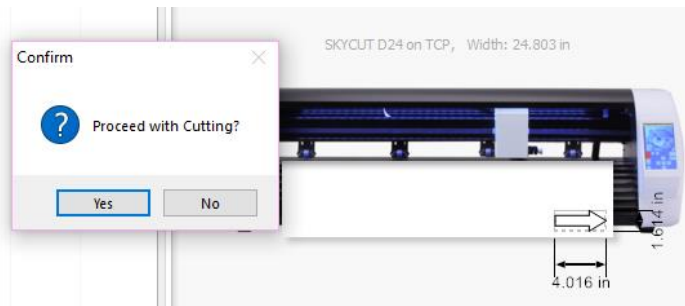 SKYCUT D24 on TCP,  Width: 24.803 in
Confirm
Proceed with Cutting?
Yes
No
1.614 in
4.016 in